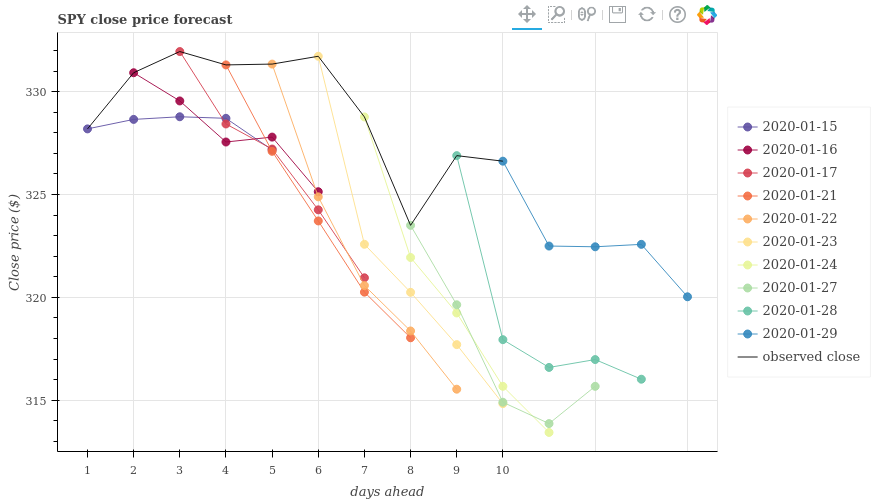 SPY close price forecast
330
325
320
315
Close price ($)
1 2 3 4 5 6 7 8 9 10
days ahead
2020-01-15
2020-01-16
2020-01-17
2020-01-21
2020-01-22
2020-01-23
2020-01-24
2020-01-27
2020-01-28
2020-01-29
observed close